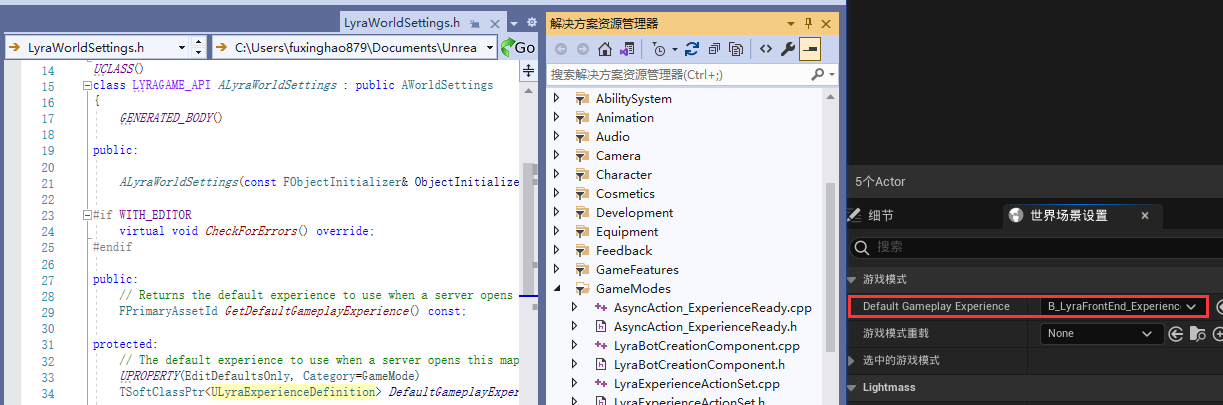 LyraWorldSettings.h
LyraWorldSettings.h
C:\Users\fuxinghao879\Documents\Unrea
Go
14 UCLASS()
15 class LYRAGAME_API ALyraWorldSettings : public AWorldSettings
16 {
17 GENERATED_BODY()
18
19 public:
20
21 ALyraWorldSettings(const FObjectInitializer& ObjectInitialize
22
23 #if WITH_EDITOR
24 virtual void CheckForErrors() override;
25 #endif
26
27 public:
28 // Returns the default experience to use when a server opens
29 FPrimaryAssetId GetDefaultGameplayExperience() const;
30
31 protected:
32 // The default experience to use when a server opens this map
33 UPROPERTY(EditDefaultsOnly, Category=GameMode)
34 TSoftClassPtr<ULyraExperienceDefinition> DefaultGameplayExper
解决方案资源管理器
搜索解决方案资源管理器(Ctrl+;)
AbilitySystem
Animation
Audio
Camera
Character
Cosmetics
Development
Equipment
Feedback
GameFeatures
GameModes
AsyncAction_ExperienceReady.cpp
AsyncAction_ExperienceReady.h
LyraBotCreationComponent.cpp
LyraBotCreationComponent.h
LyraExperienceActionSet.cpp
LyraExperienceActionSet.h
5个Actor
细节
世界场景设置
搜索
游戏模式
Default Gameplay Experience B_LyraFrontEnd_Experienc
游戏模式重载 None
选中的游戏模式
Lightmass